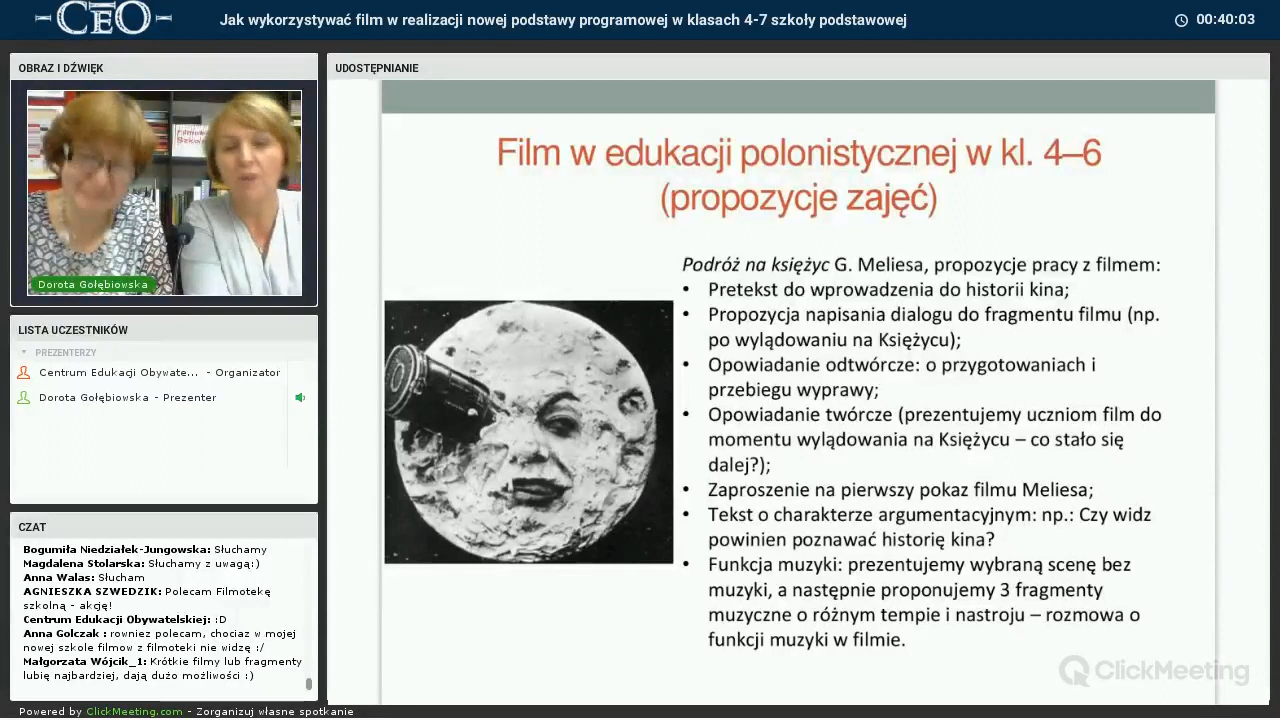 CEO
Jak wykorzystywać film w realizacji nowej podstawy programowej w klasach 4-7 szkoły podstawowej
00:40:03
OBRAZ I DŹWIĘK
Dorota Gołębiowska
LISTA UCZESTNIKÓW
PREZENTERZY
Centrum Edukacji Obywate... - Organizator
Dorota Gołębiowska - Prezenter
CZAT
Bogumiła Niedziałek-Jungowska: Słuchamy
Magdalena Stolarska: Słuchamy z uwagą:)
Anna Walas: Słucham
AGNIESZKA SZWEDZIK: Polecam Filmotekę
szkolną - akcję!
Centrum Edukacji Obywatelskiej: :D
Anna Golczak : rowniez polecam, chociaz w mojej
nowej szkole filmow z filmoteki nie widzę :/
Małgorzata Wójcik_1: Krótkie filmy lub fragmenty
lubię najbardziej, dają dużo możliwości :)
UDOSTĘPNIANIE
Film w edukacji polonistycznej w kl. 4–6
(propozycje zajęć)
Podróż na księżyc G. Meliesa, propozycje pracy z filmem:
• Pretekst do wprowadzenia do historii kina;
• Propozycja napisania dialogu do fragmentu filmu (np.
po wylądowaniu na Księżycu);
• Opowiadanie odtwórcze: o przygotowaniach i
przebiegu wyprawy;
• Opowiadanie twórcze (prezentujemy uczniom film do
momentu wylądowania na Księżycu – co stało się
dalej?);
• Zaproszenie na pierwszy pokaz filmu Meliesa;
• Tekst o charakterze argumentacyjnym: np.: Czy widz
powinien poznawać historię kina?
• Funkcja muzyki: prezentujemy wybraną scenę bez
muzyki, a następnie proponujemy 3 fragmenty
muzyczne o różnym tempie i nastroju – rozmowa o
funkcji muzyki w filmie.
ClickMeeting
Powered by ClickMeeting.com - Zorganizuj własne spotkanie